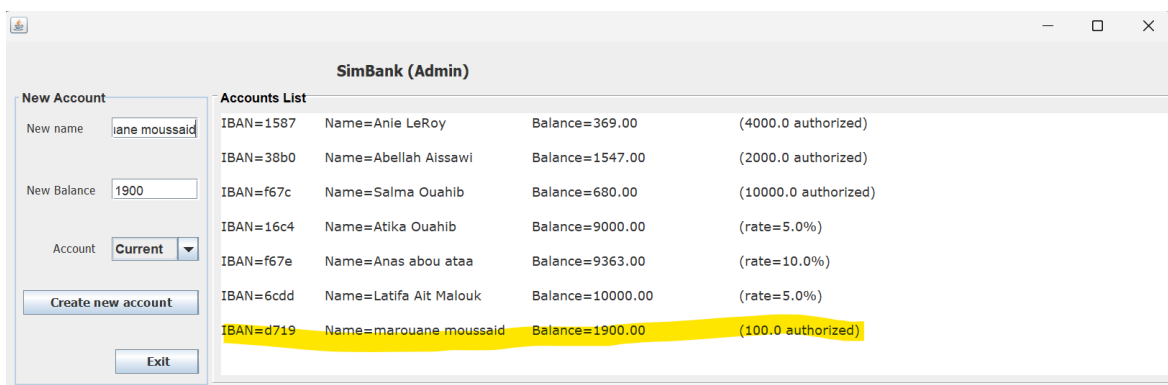 SimBank (Admin)
New Account
New name uane moussaid
New Balance 1900
Account Current
Create new account
Exit
Accounts List
IBAN=1587 Name=Anie LeRoy Balance=369.00 (4000.0 authorized)
IBAN=38b0 Name=Abellah Aissawi Balance=1547.00 (2000.0 authorized)
IBAN=f67c Name=Salma Ouahib Balance=680.00 (10000.0 authorized)
IBAN=16c4 Name=Atika Ouahib Balance=9000.00 (rate=5.0%)
IBAN=f67e Name=Anas abou ataa Balance=9363.00 (rate=10.0%)
IBAN=6cdd Name=Latifa Ait Malouk Balance=10000.00 (rate=5.0%)
IBAN=d719 Name=marouane moussaid Balance=1900.00 (100.0 authorized)